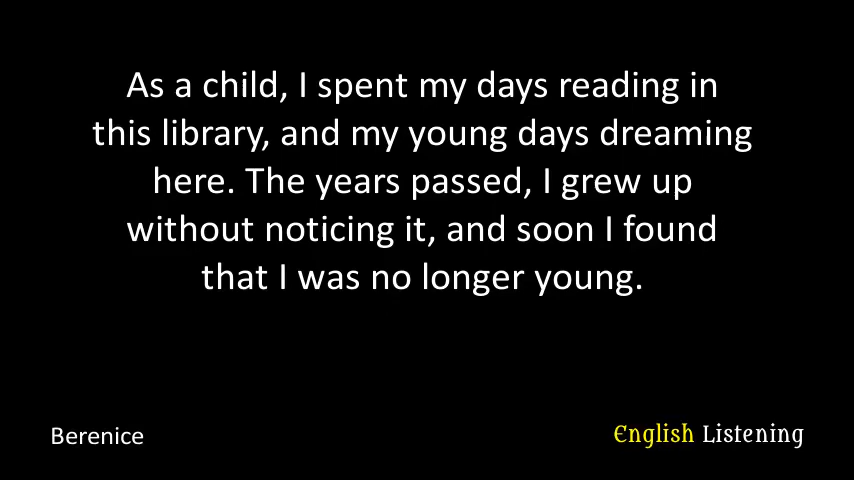 As a child, I spent my days reading in
this library, and my young days dreaming
here. The years passed, I grew up
without noticing it, and soon I found
that I was no longer young.
Berenice
English Listening